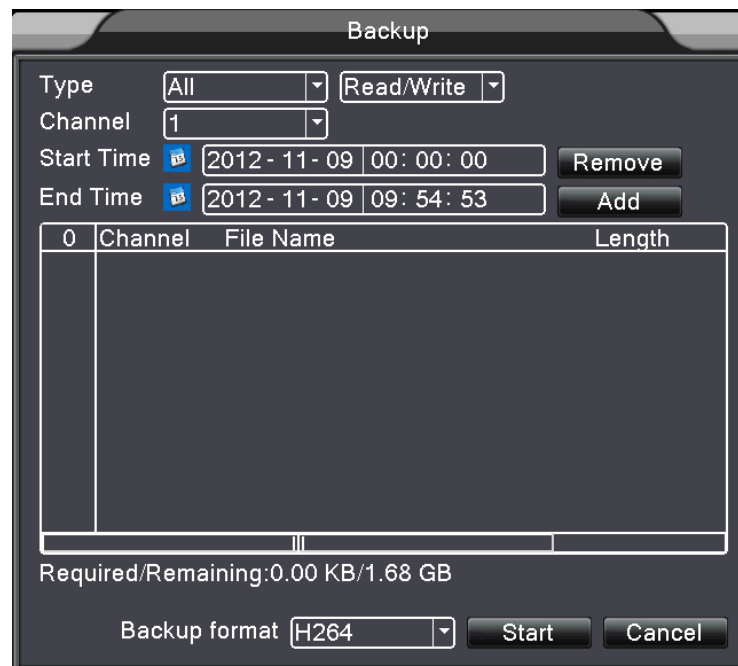 Backup
Type All Read/Write
Channel 1
Start Time 2012-11-09 00:00:00 Remove
End Time 2012-11-09 09:54:53 Add
0 Channel File Name Length
Required/Remaining:0.00 KB/1.68 GB
Backup format H264 Start Cancel